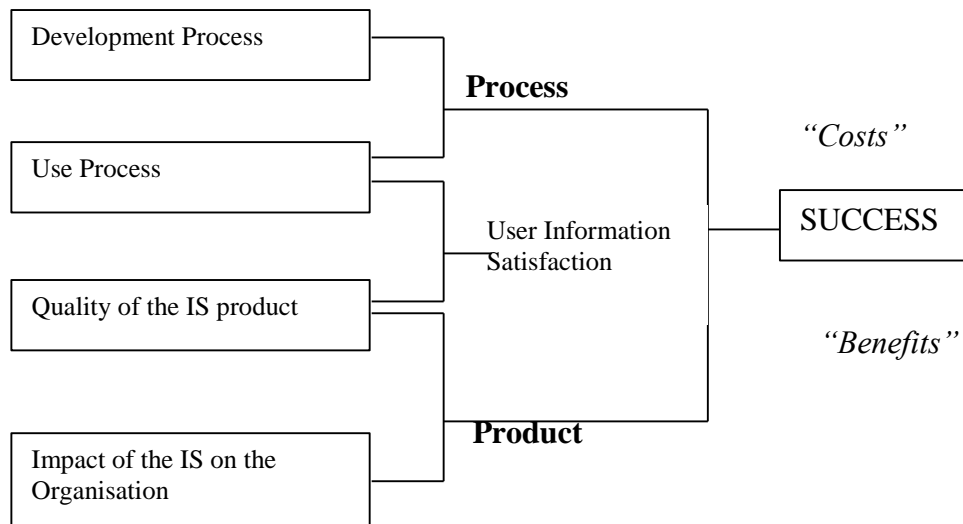 Development Process
Process
“Costs”
Use Process
SUCCESS
User Information
Satisfaction
Quality of the IS product
“Benefits”
Product
Impact of the IS on the
Organisation